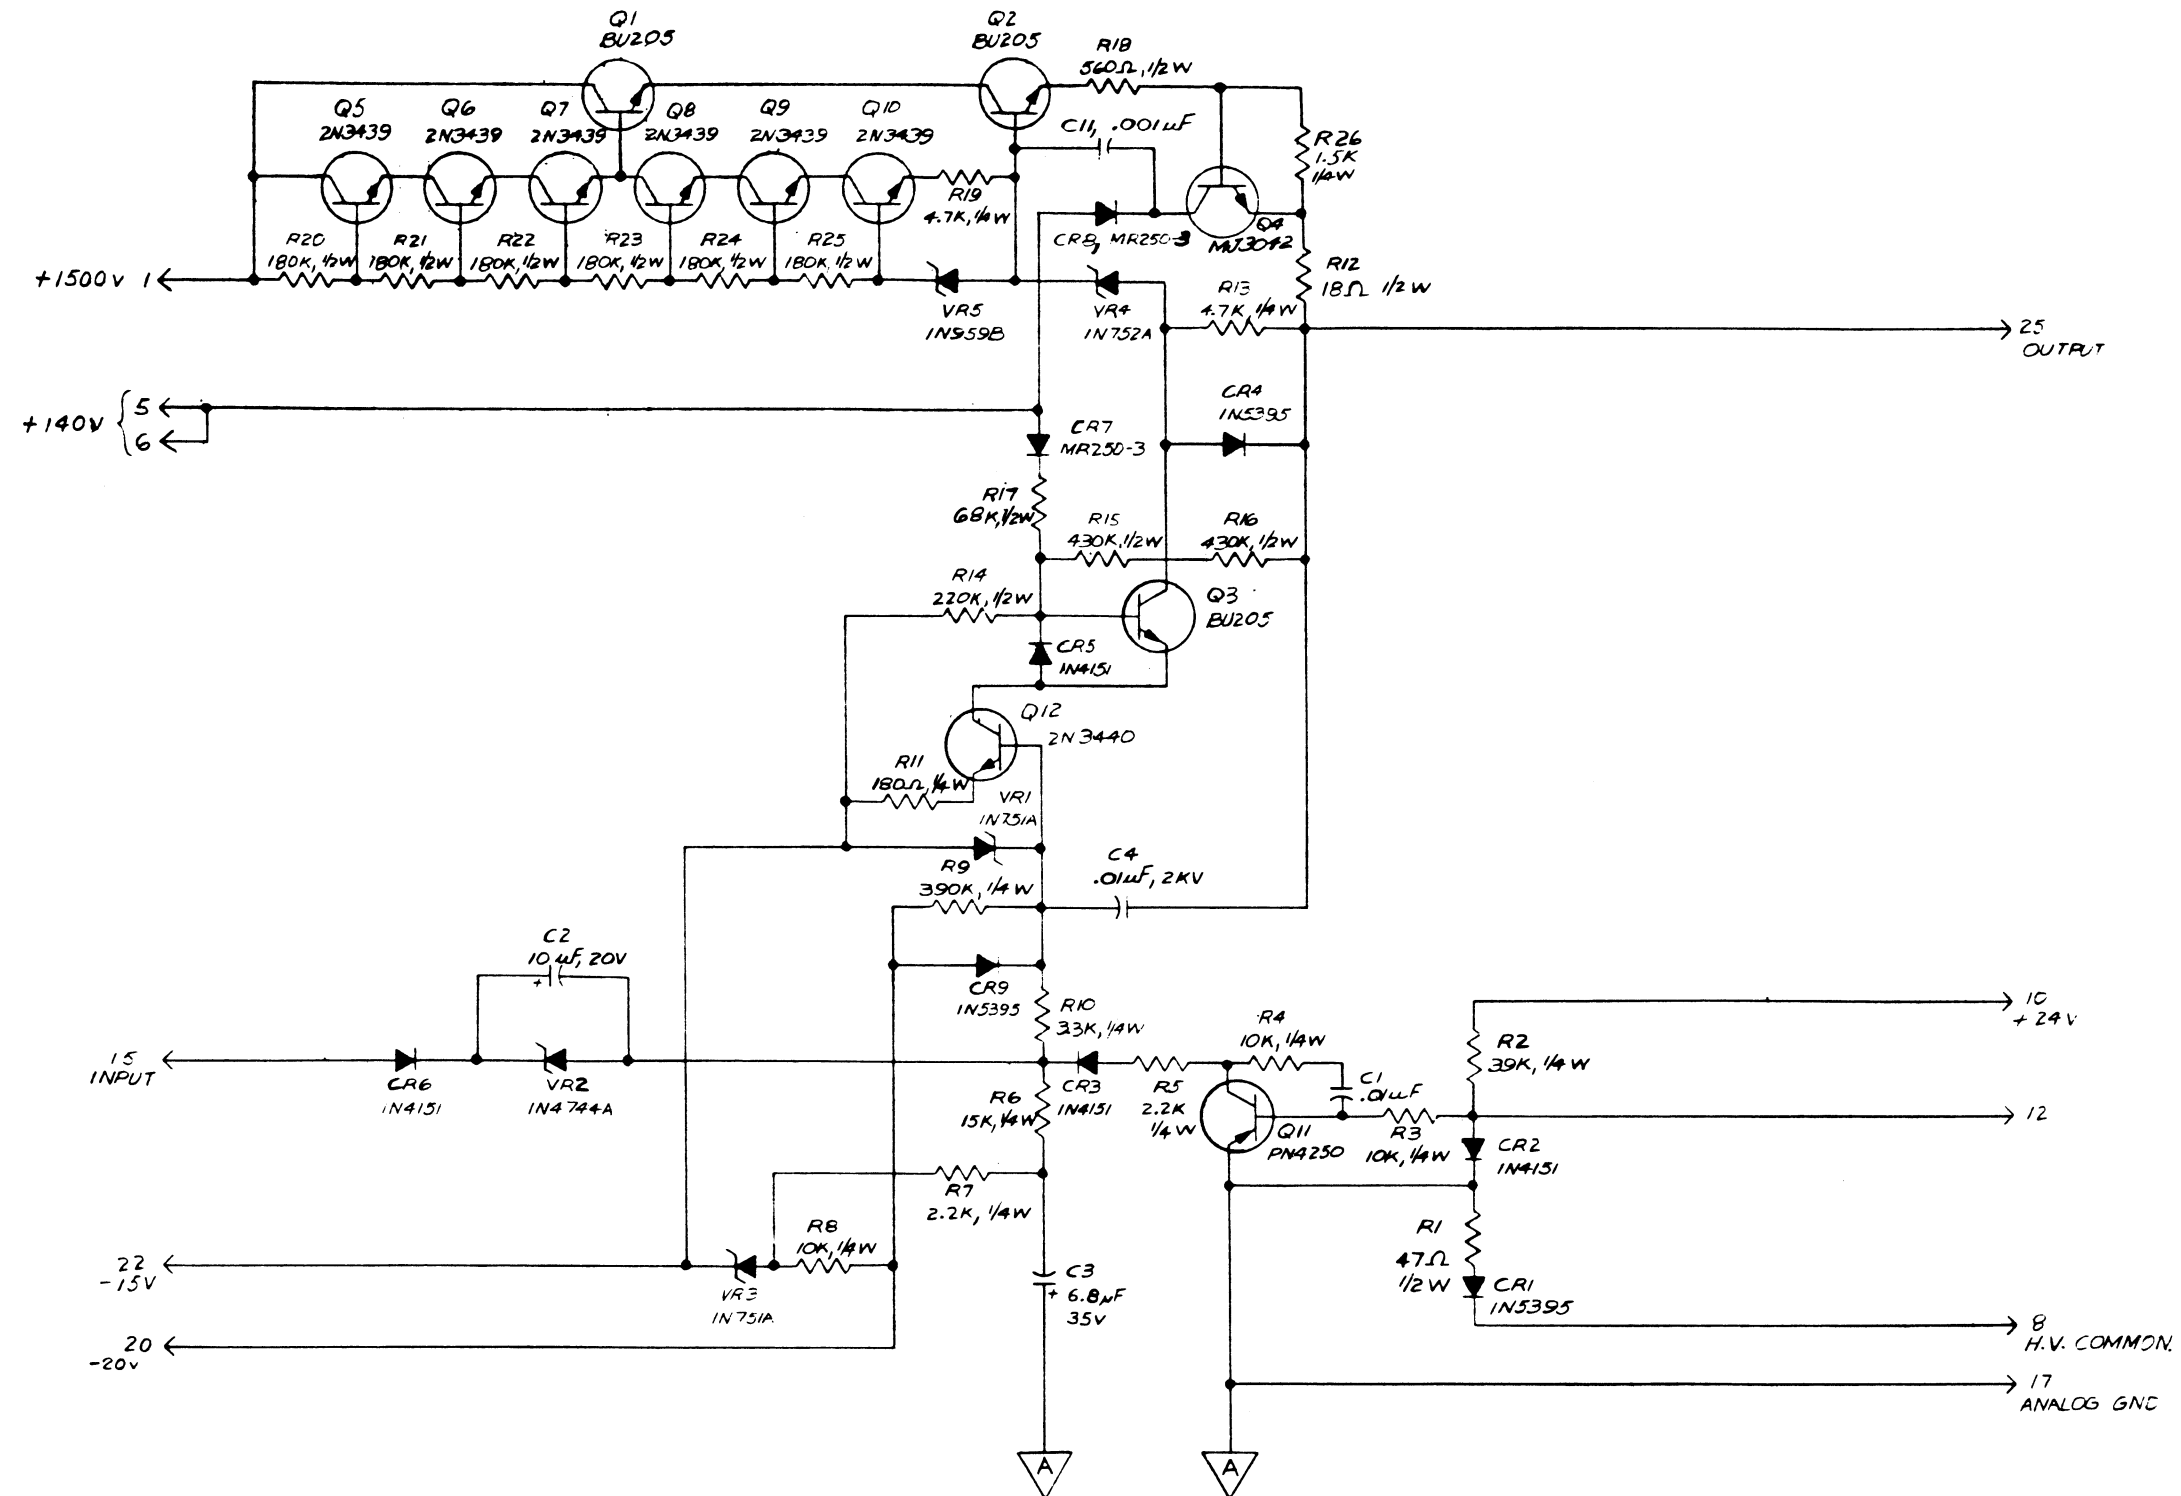 Q1
BU205
Q2
BU205
R18
560Ω, 1/2W
Q5
2N3439
Q6
2N3439
Q7
2N3439
Q8
2N3439
Q9
2N3439
Q10
2N3439
C11, .001µF
R26
1.5K
1/4W
R19
4.7K, 1/4W
CR8, MR250-3
Q4
MJ3042
R20
180K, 1/2W
R21
180K, 1/2W
R22
180K, 1/2W
R23
180K, 1/2W
R24
180K, 1/2W
R25
180K, 1/2W
+1500V 1
VR5
1N959B
VR4
1N752A
R13
4.7K, 1/4W
R12
18Ω 1/2W
25
OUTPUT
+140V
5
6
CR4
1N5395
CR7
MR250-3
R17
68K, 1/2W
R15
430K, 1/2W
R16
430K, 1/2W
R14
220K, 1/2W
Q3
BU205
CR5
1N4151
Q12
2N3440
R11
180Ω, 1/4W
VR1
1N751A
R9
390K, 1/4W
C4
.01µF, 2KV
C2
10µF, 20V
+
CR9
1N5395
R10
33K, 1/4W
15
INPUT
CR6
1N4151
VR2
1N4744A
R6
15K, 1/4W
CR3
1N4151
R5
2.2K
1/4W
R4
10K, 1/4W
C1
.01µF
Q11
PN4250
R3
10K, 1/4W
R2
39K, 1/4W
10
+24V
12
CR2
1N4151
R7
2.2K, 1/4W
R8
10K, 1/4W
22
-15V
VR3
1N751A
20
-20V
C3
+ 6.8µF
35V
R1
47Ω
1/2W
CR1
1N5395
8
H.V. COMMON.
17
ANALOG GND
A
A